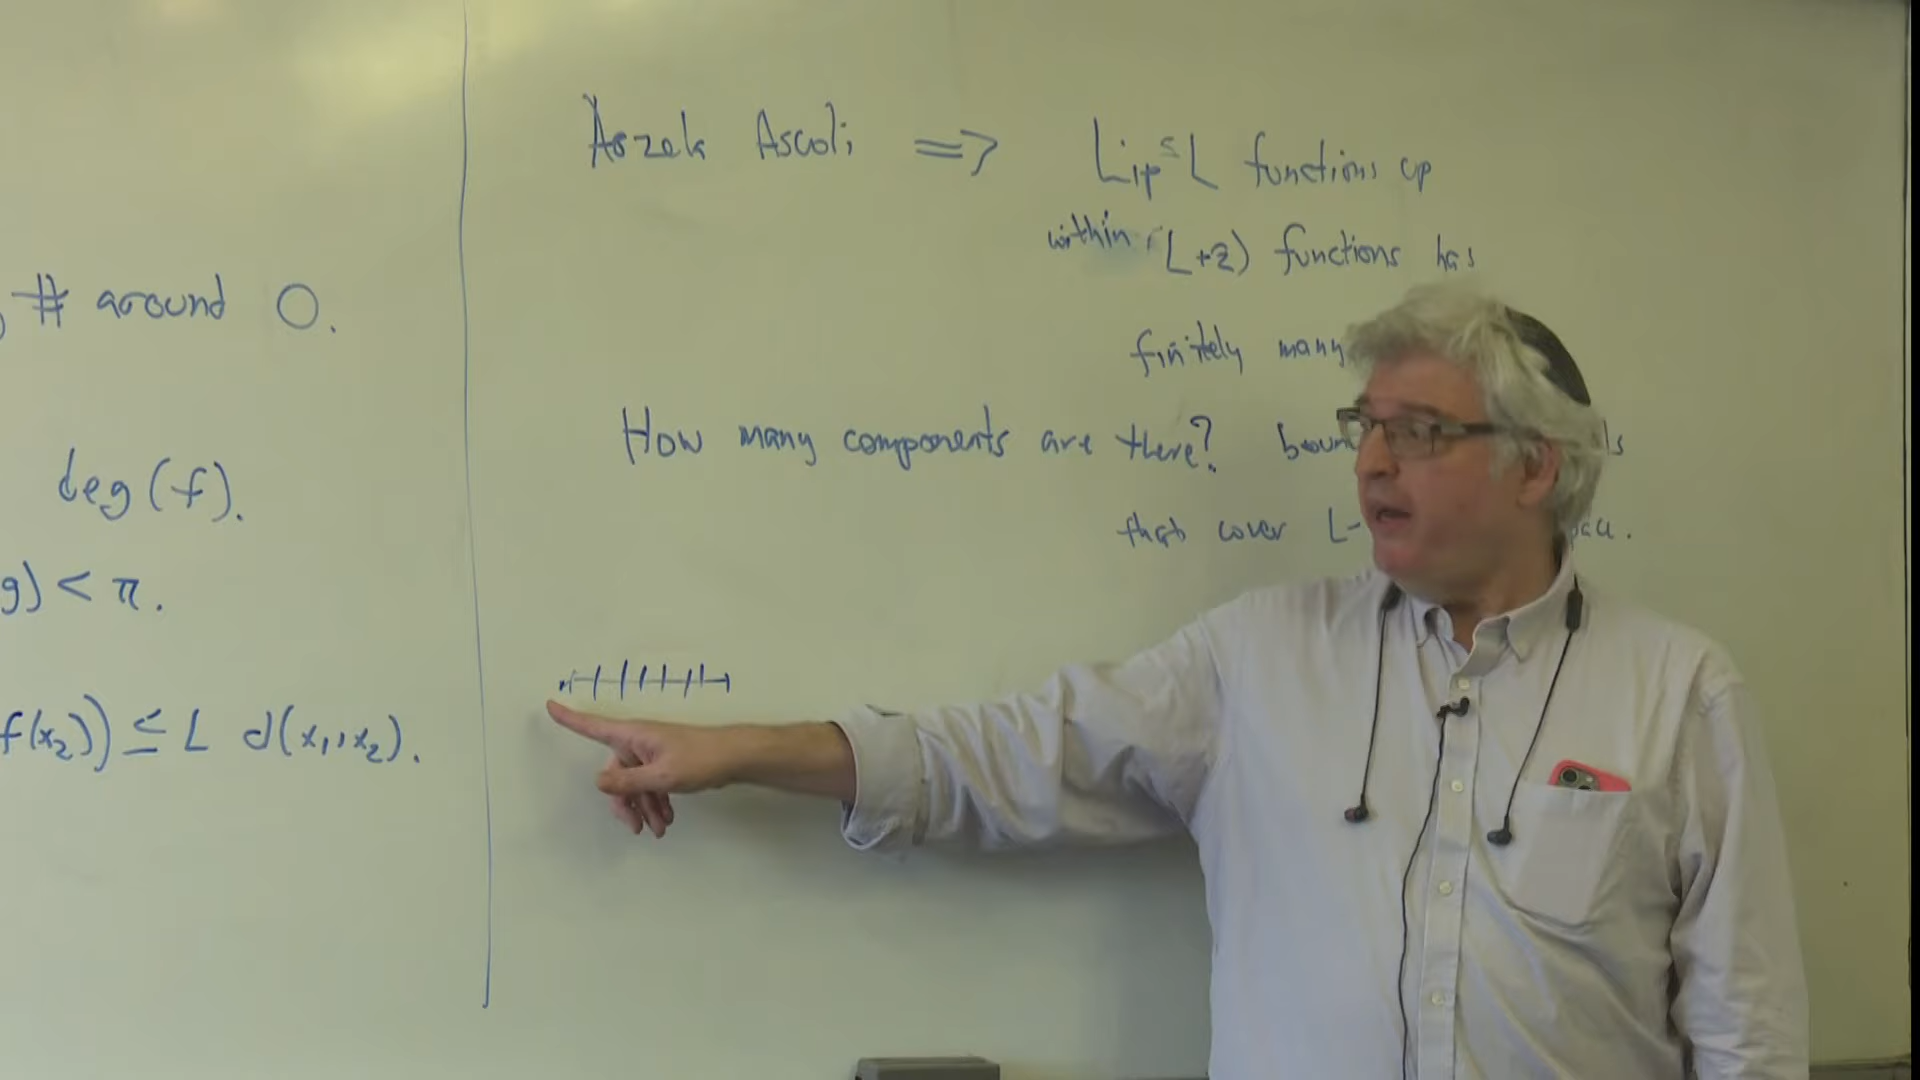 # around 0.
deg(f).
g) < π.
f(x₂)) ≤ L d(x₁,x₂).
Arzela Ascoli ⟹ Lip ≤ L functions up
within (L+2) functions has
finitely many
How many components are there?
that cover L-